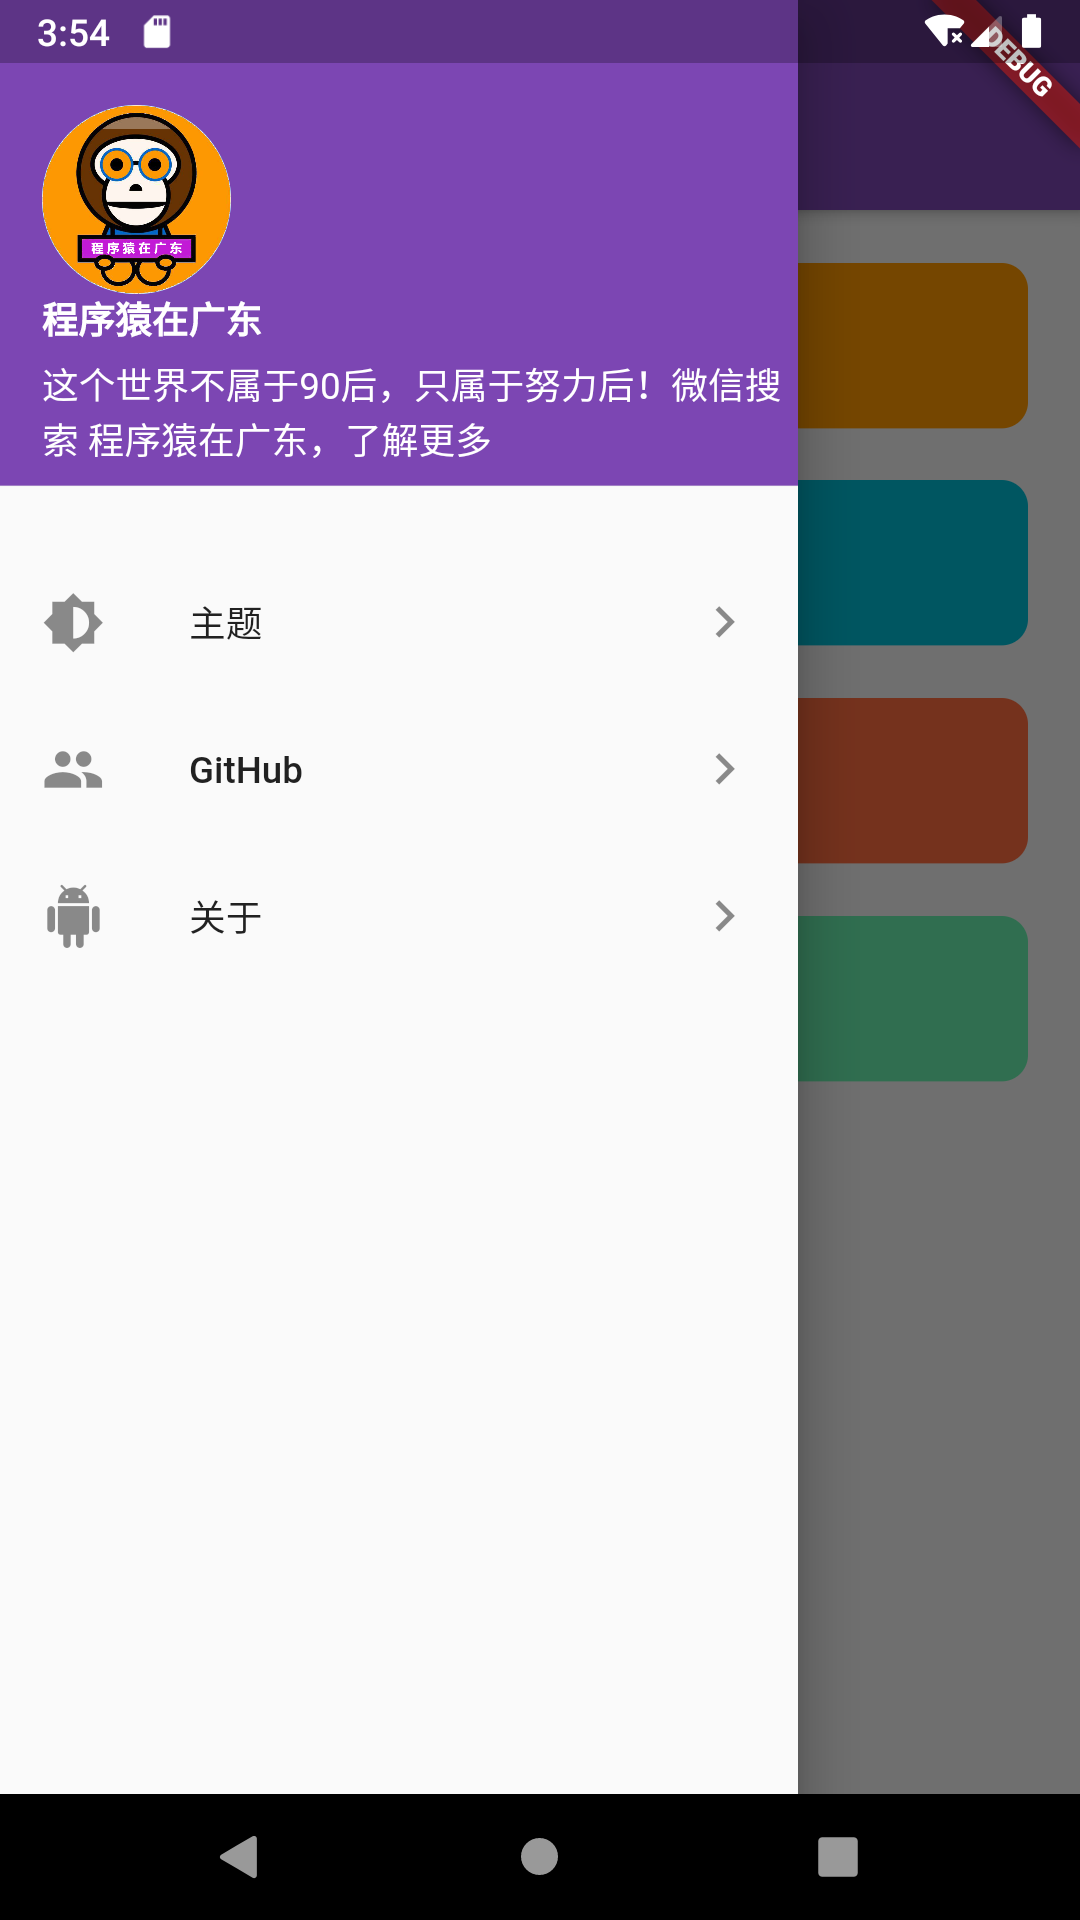 3:54
DEBUG
程序猿在广东
程序猿在广东
这个世界不属于90后，只属于努力后！微信搜
索 程序猿在广东，了解更多
主题
GitHub
关于